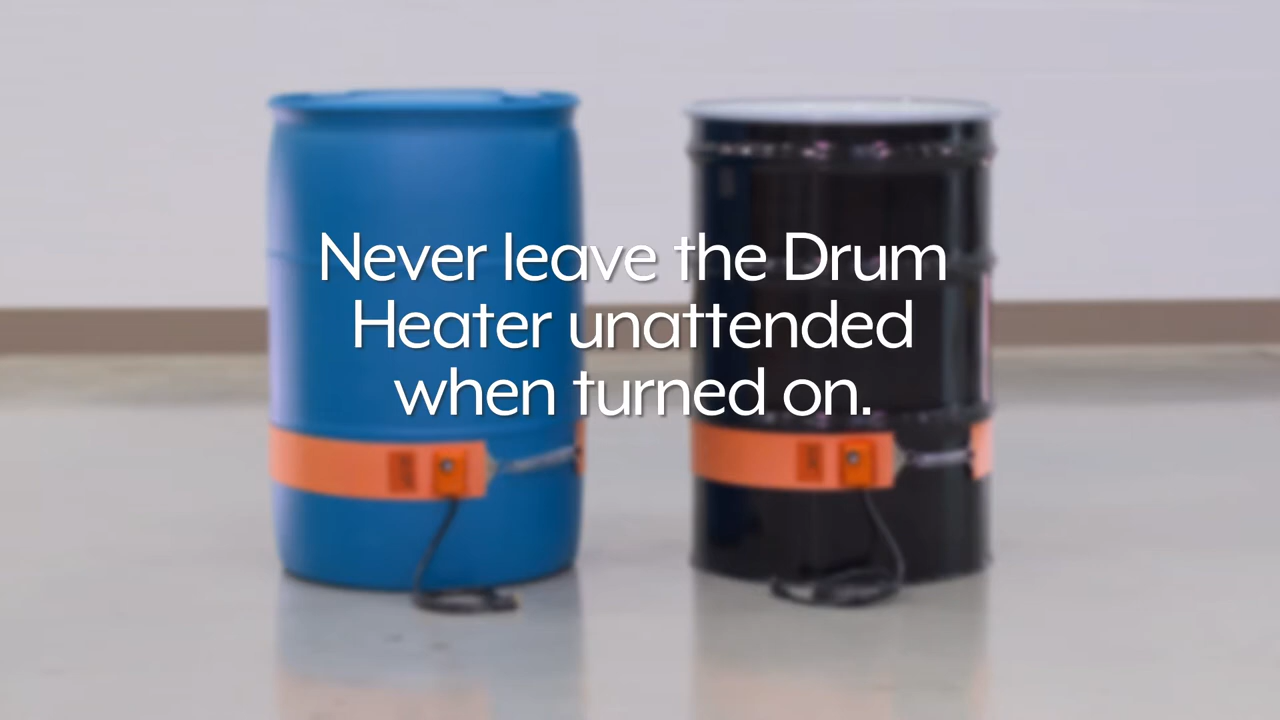 Never leave the Drum
Heater unattended
when turned on.